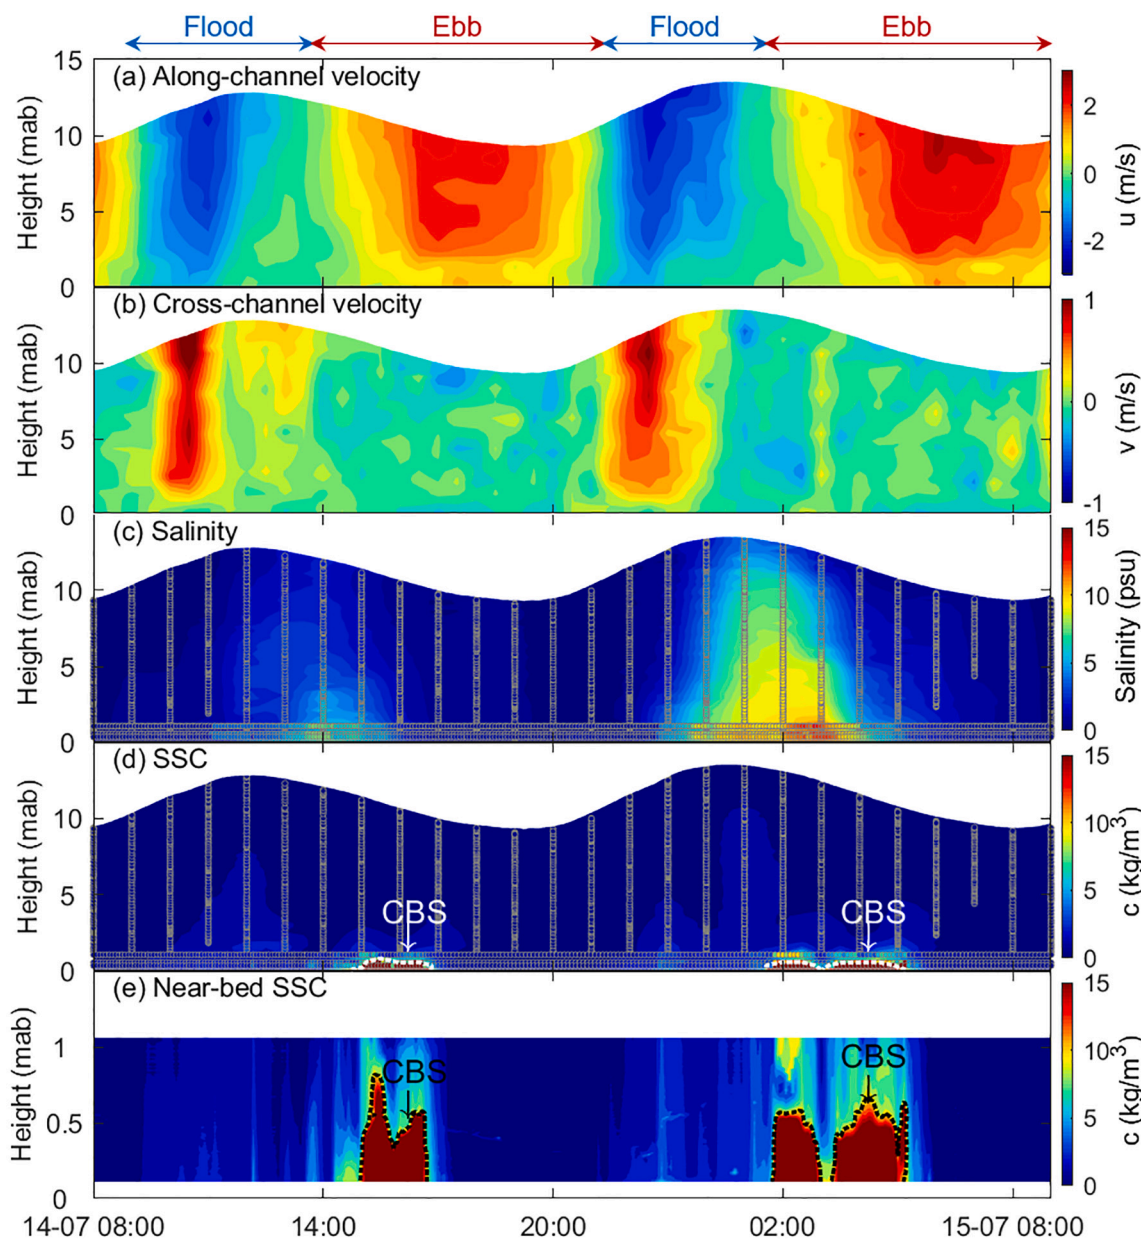 Flood Ebb Flood Ebb
(a) Along-channel velocity
Height (mab)
15
10
5
0
2
0
-2
u (m/s)
(b) Cross-channel velocity
Height (mab)
10
5
0
1
0
-1
v (m/s)
(c) Salinity
Height (mab)
10
5
0
15
10
5
0
Salinity (psu)
(d) SSC
Height (mab)
10
5
0
CBS CBS
15
10
5
0
c (kg/m³)
(e) Near-bed SSC
Height (mab)
1
0.5
0
CBS CBS
15
10
5
0
c (kg/m³)
14-07 08:00 14:00 20:00 02:00 15-07 08:00